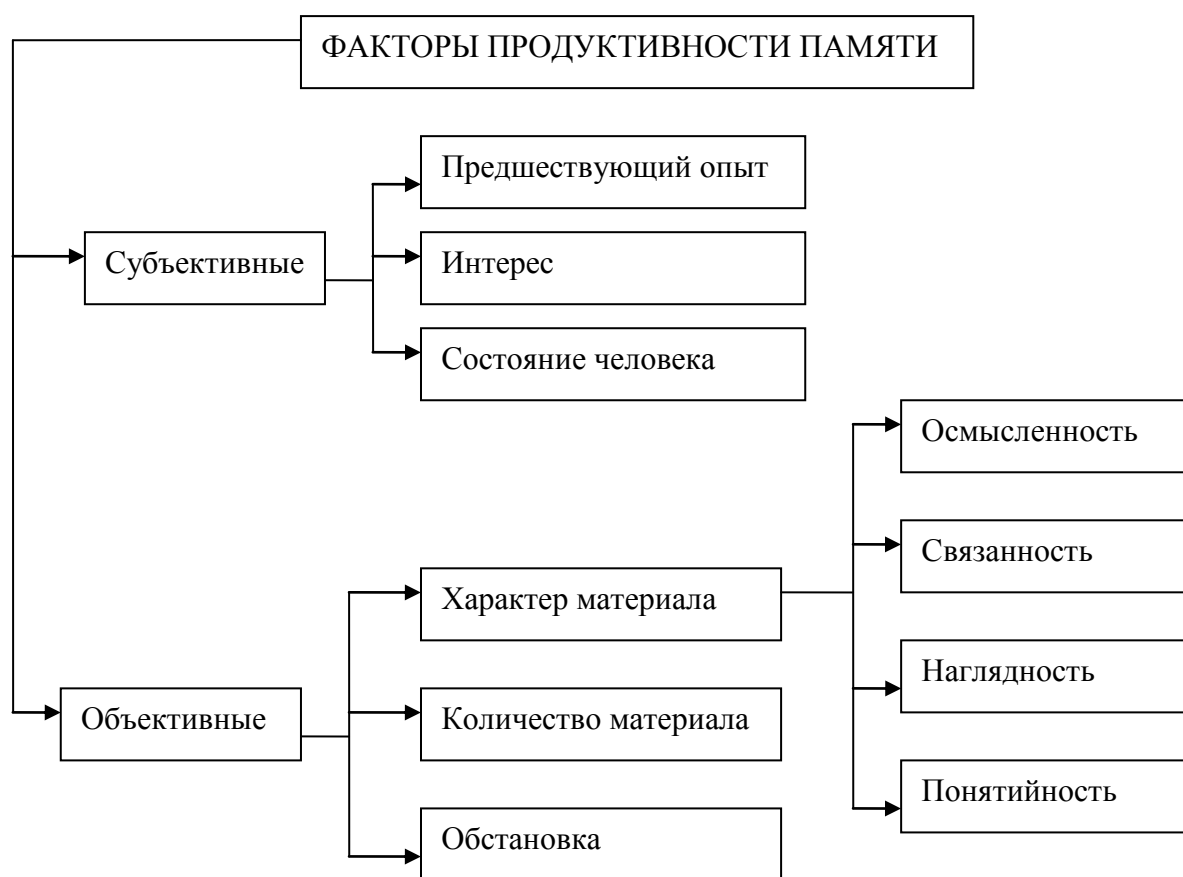 ФАКТОРЫ ПРОДУКТИВНОСТИ ПАМЯТИ
Субъективные
Предшествующий опыт
Интерес
Состояние человека
Объективные
Характер материала
Количество материала
Обстановка
Осмысленность
Связанность
Наглядность
Понятийность